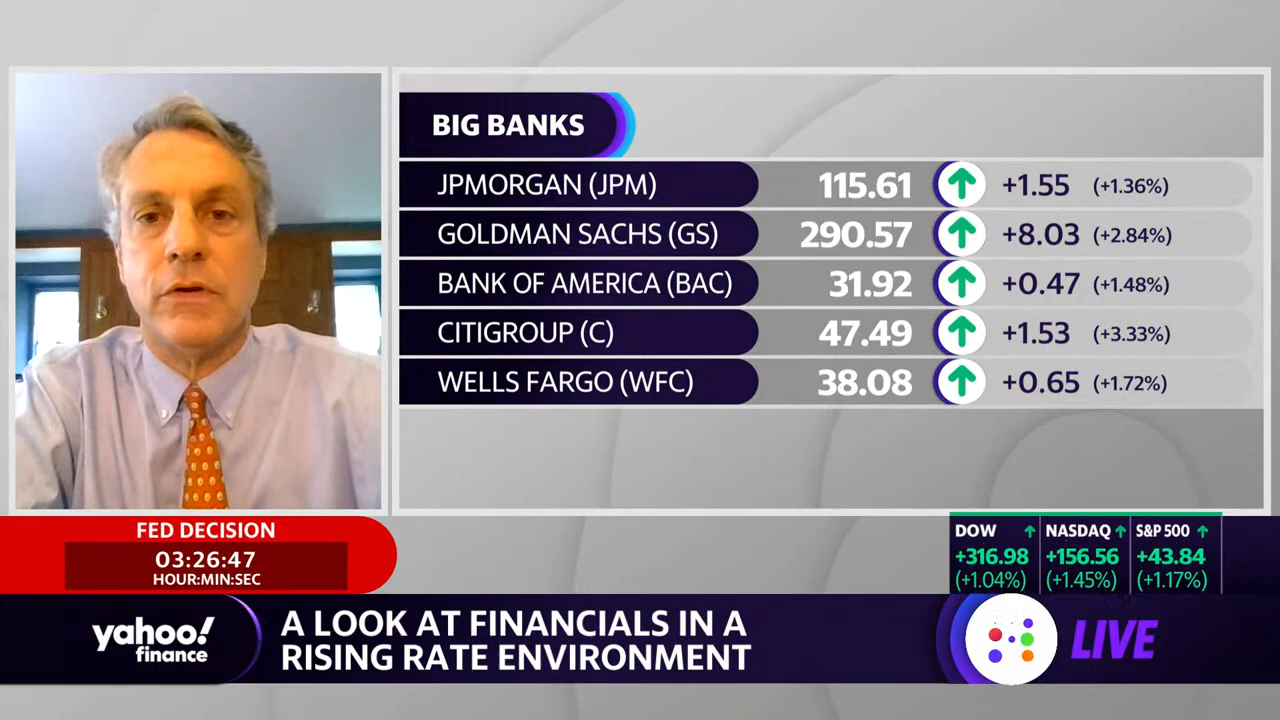 BIG BANKS
JPMORGAN (JPM) 115.61 +1.55 (+1.36%)
GOLDMAN SACHS (GS) 290.57 +8.03 (+2.84%)
BANK OF AMERICA (BAC) 31.92 +0.47 (+1.48%)
CITIGROUP (C) 47.49 +1.53 (+3.33%)
WELLS FARGO (WFC) 38.08 +0.65 (+1.72%)
FED DECISION
03:26:47
HOUR:MIN:SEC
DOW NASDAQ S&P 500
+316.98 +156.56 +43.84
(+1.04%) (+1.45%) (+1.17%)
yahoo!
finance
A LOOK AT FINANCIALS IN A
RISING RATE ENVIRONMENT
LIVE